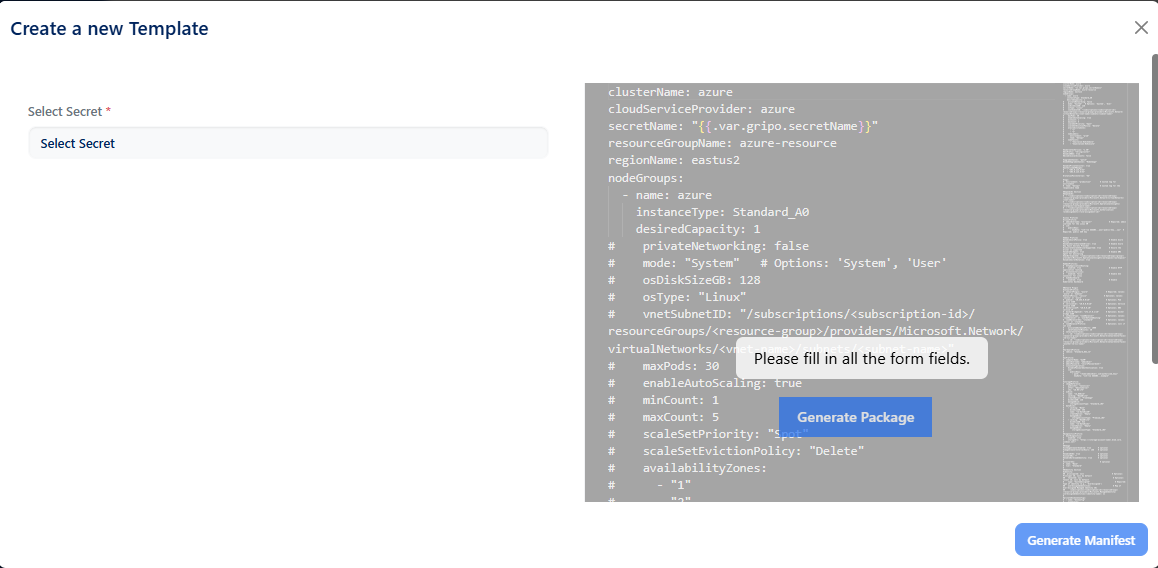 Create a new Template
Select Secret *
Select Secret
clusterName: azure
cloudServiceProvider: azure
secretName: "{{.var.gripo.secretName}}"
resourceGroupName: azure-resource
regionName: eastus2
nodeGroups:
- name: azure
instanceType: Standard_A0
desiredCapacity: 1
# privateNetworking: false
# mode: "System" # Options: 'System', 'User'
# osDiskSizeGB: 128
# osType: "Linux"
# vnetSubnetID: "/subscriptions/<subscription-id>/
resourceGroups/<resource-group>/providers/Microsoft.Network/
virtualNetworks/
Please fill in all the form fields.
# maxPods: 30
# enableAutoScaling: true
# minCount: 1
# maxCount: 5
Generate Package
# scaleSetPriority: "Spot"
# scaleSetEvictionPolicy: "Delete"
# availabilityZones:
# - "1"
Generate Manifest